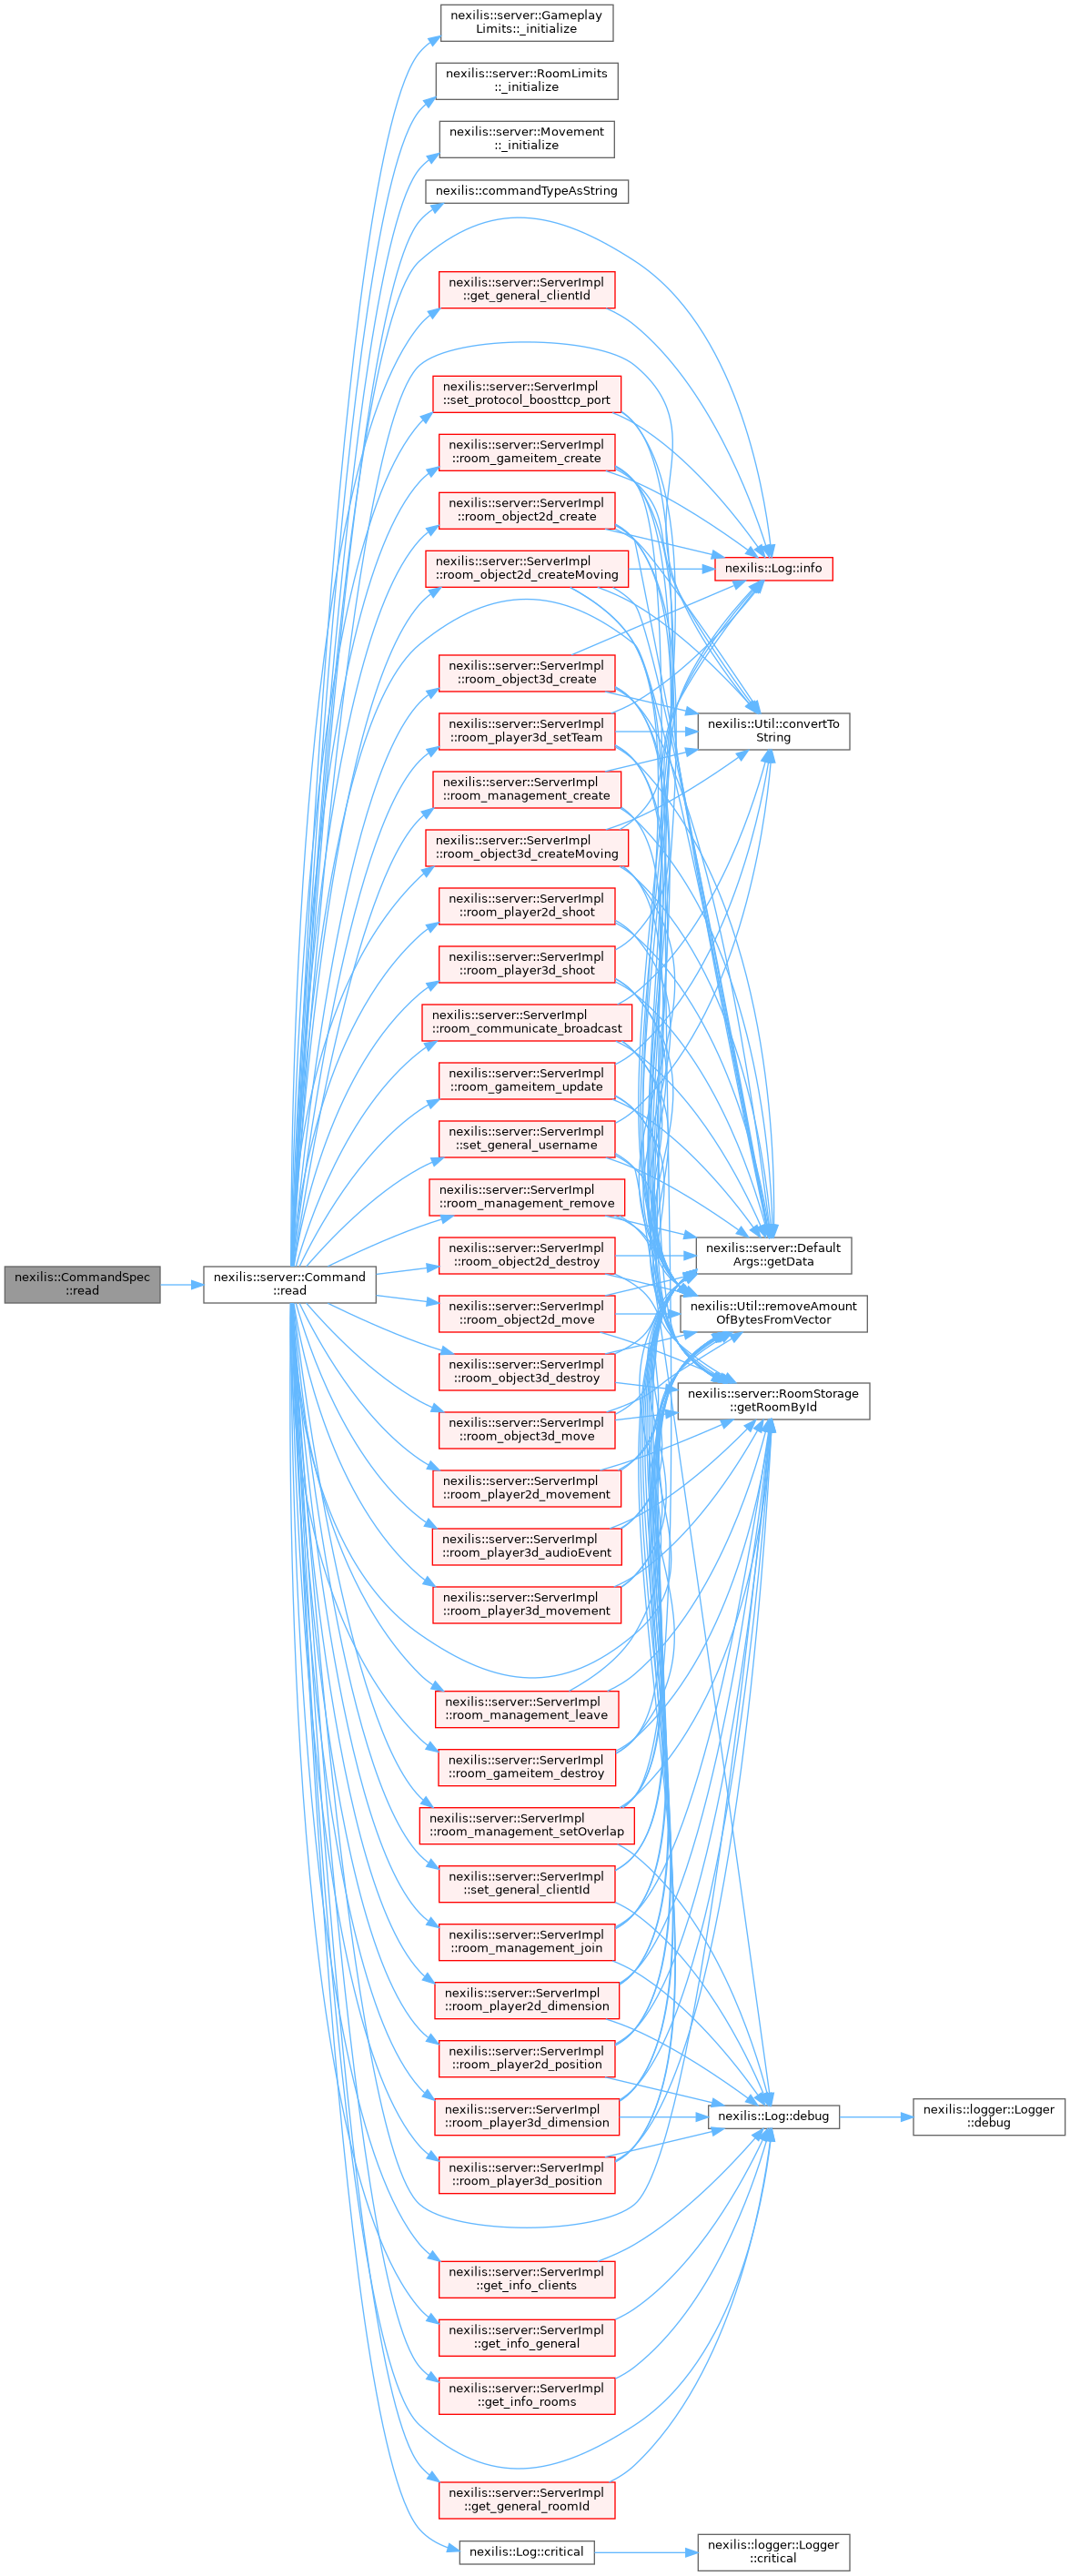 nexilis::server::Gameplay
Limits::_initialize
nexilis::server::RoomLimits
::_initialize
nexilis::server::Movement
::_initialize
nexilis::commandTypeAsString
nexilis::server::ServerImpl
::get_general_clientId
nexilis::server::ServerImpl
::set_protocol_boosttcp_port
nexilis::server::ServerImpl
::room_gameitem_create
nexilis::server::ServerImpl
::room_object2d_create
nexilis::server::ServerImpl
::room_object2d_createMoving
nexilis::Log::info
nexilis::server::ServerImpl
::room_object3d_create
nexilis::server::ServerImpl
::room_player3d_setTeam
nexilis::Util::convertTo
String
nexilis::server::ServerImpl
::room_management_create
nexilis::server::ServerImpl
::room_object3d_createMoving
nexilis::server::ServerImpl
::room_player2d_shoot
nexilis::server::ServerImpl
::room_player3d_shoot
nexilis::server::ServerImpl
::room_communicate_broadcast
nexilis::server::ServerImpl
::room_gameitem_update
nexilis::server::ServerImpl
::set_general_username
nexilis::server::ServerImpl
::room_management_remove
nexilis::server::ServerImpl
::room_object2d_destroy
nexilis::server::Default
Args::getData
nexilis::CommandSpec
::read
nexilis::server::Command
::read
nexilis::server::ServerImpl
::room_object2d_move
nexilis::Util::removeAmount
OfBytesFromVector
nexilis::server::ServerImpl
::room_object3d_destroy
nexilis::server::RoomStorage
::getRoomById
nexilis::server::ServerImpl
::room_object3d_move
nexilis::server::ServerImpl
::room_player2d_movement
nexilis::server::ServerImpl
::room_player3d_audioEvent
nexilis::server::ServerImpl
::room_player3d_movement
nexilis::server::ServerImpl
::room_management_leave
nexilis::server::ServerImpl
::room_gameitem_destroy
nexilis::server::ServerImpl
::room_management_setOverlap
nexilis::server::ServerImpl
::set_general_clientId
nexilis::server::ServerImpl
::room_management_join
nexilis::server::ServerImpl
::room_player2d_dimension
nexilis::server::ServerImpl
::room_player2d_position
nexilis::server::ServerImpl
::room_player3d_dimension
nexilis::Log::debug
nexilis::logger::Logger
::debug
nexilis::server::ServerImpl
::room_player3d_position
nexilis::server::ServerImpl
::get_info_clients
nexilis::server::ServerImpl
::get_info_general
nexilis::server::ServerImpl
::get_info_rooms
nexilis::server::ServerImpl
::get_general_roomId
nexilis::Log::critical
nexilis::logger::Logger
::critical